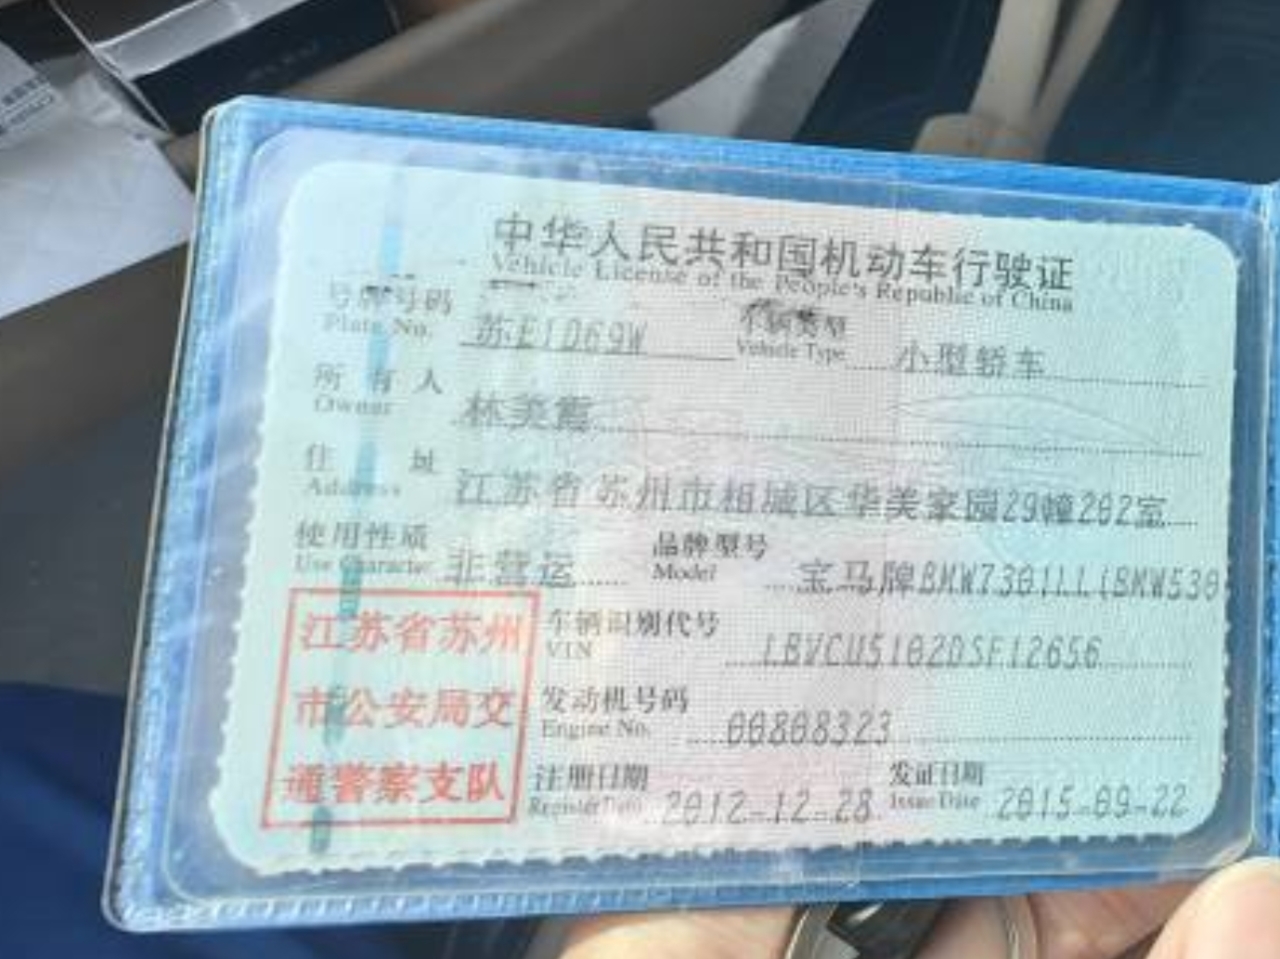 中华人民共和国机动车行驶证
Vehicle License of the People's Republic of China
号牌号码 苏E1D69W 车辆类型 小型轿车
Plate No. Vehicle Type
所有人 林美霞
Owner
住址 江苏省苏州市相城区华美家园29幢202室
Address
使用性质 非营运 品牌型号 宝马牌BMW7301LL(BMW530
Use Character Model
江苏省苏州
市公安局交
通警察支队
车辆识别代号 LBVCU5102DSF12656
VIN
发动机号码 00808323
Engine No.
注册日期 2012-12-28 发证日期 2015-09-22
Register Date Issue Date